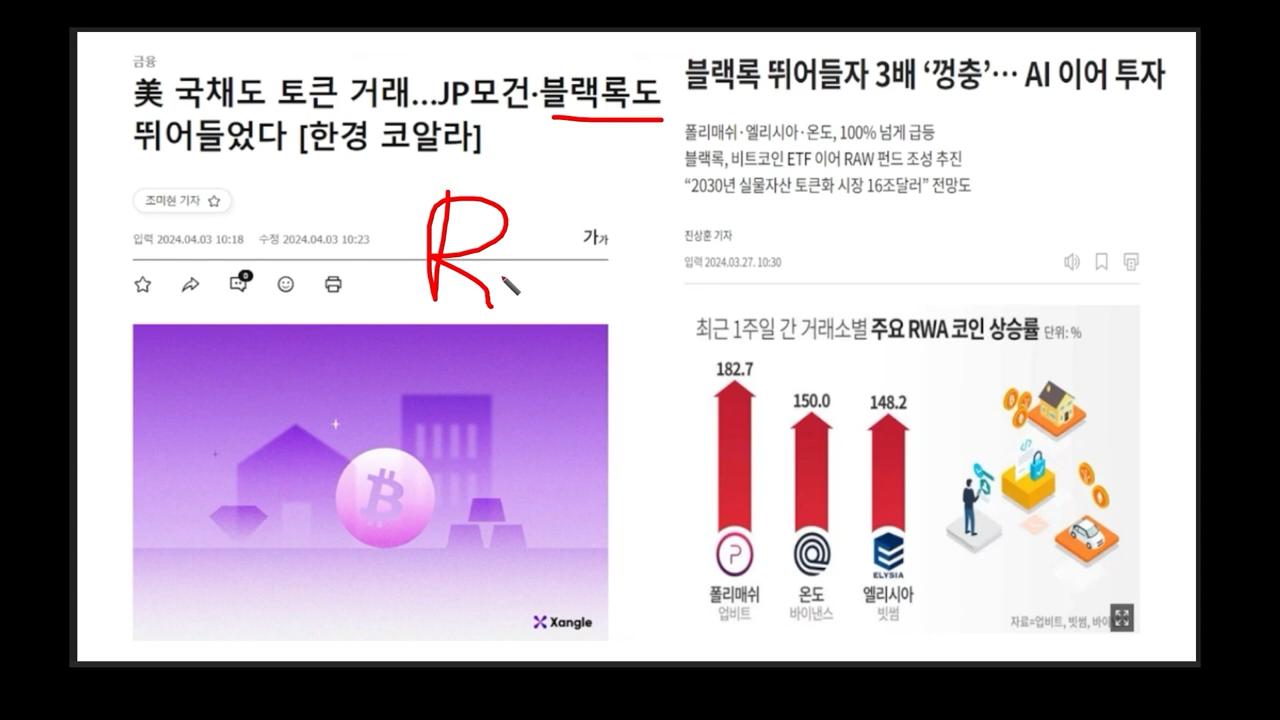 금융
美 국채도 토큰 거래...JP모건·블랙록도
뛰어들었다 [한경 코알라]
조미현 기자
입력 2024.04.03 10:18 수정 2024.04.03 10:23
가가
0
R
Xangle
블랙록 뛰어들자 3배 ‘껑충’… AI 이어 투자
폴리매쉬·엘리시아·온도, 100% 넘게 급등
블랙록, 비트코인 ETF 이어 RAW 펀드 조성 추진
“2030년 실물자산 토큰화 시장 16조달러” 전망도
진상훈 기자
입력 2024.03.27. 10:30
최근 1주일 간 거래소별 주요 RWA 코인 상승률 단위: %
182.7
150.0
148.2
ELYSIA
폴리매쉬 온도 엘리시아
업비트 바이낸스 빗썸
자료=업비트, 빗썸, 바이